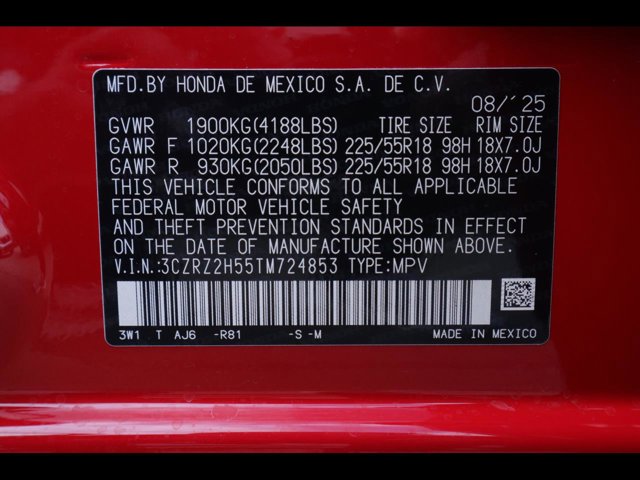 MFD.BY HONDA DE MEXICO S.A. DE C.V.
08/'25
GVWR 1900KG(4188LBS) TIRE SIZE RIM SIZE
GAWR F 1020KG(2248LBS) 225/55R18 98H 18X7.0J
GAWR R 930KG(2050LBS) 225/55R18 98H 18X7.0J
THIS VEHICLE CONFORMS TO ALL APPLICABLE
FEDERAL MOTOR VEHICLE SAFETY
AND THEFT PREVENTION STANDARDS IN EFFECT
ON THE DATE OF MANUFACTURE SHOWN ABOVE.
V.I.N.:3CZRZ2H55TM724853 TYPE:MPV
3W1 T AJ6 -R81 -S -M MADE IN MEXICO